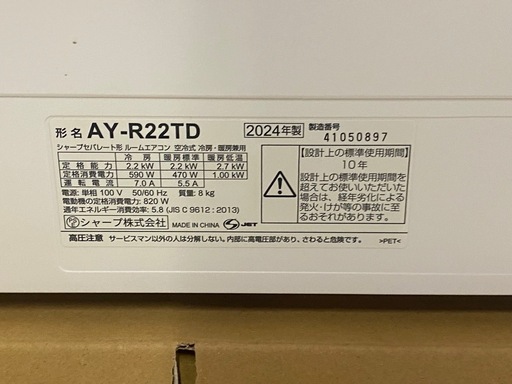 形名 AY-R22TD 2024年製 製造番号 41050897
シャープセパレート形 ルームエアコン 空冷式 冷房・暖房兼用
冷房 暖房標準 暖房低温
定格能力 2.2 kW 2.2 kW 2.7 kW
定格消費電力 590 W 470 W 1.00 kW
運転電流 7.0 A 5.5 A
電源:単相 100 V 50/60 Hz 質量:8 kg
電動機の定格消費電力: 820 W
通年エネルギー消費効率: 5.8 (JIS C 9612 : 2013)
シャープ株式会社 MADE IN CHINA JET
【設計上の標準使用期間】
10年
設計上の標準使用期間を
超えてお使いいただいた
場合は、経年劣化による
発火・けが等の事故に至
るおそれがあります。
高圧注意 サービスマン以外の人は分解しない。内部に高電圧部があり、さわると危険です。 >PET<